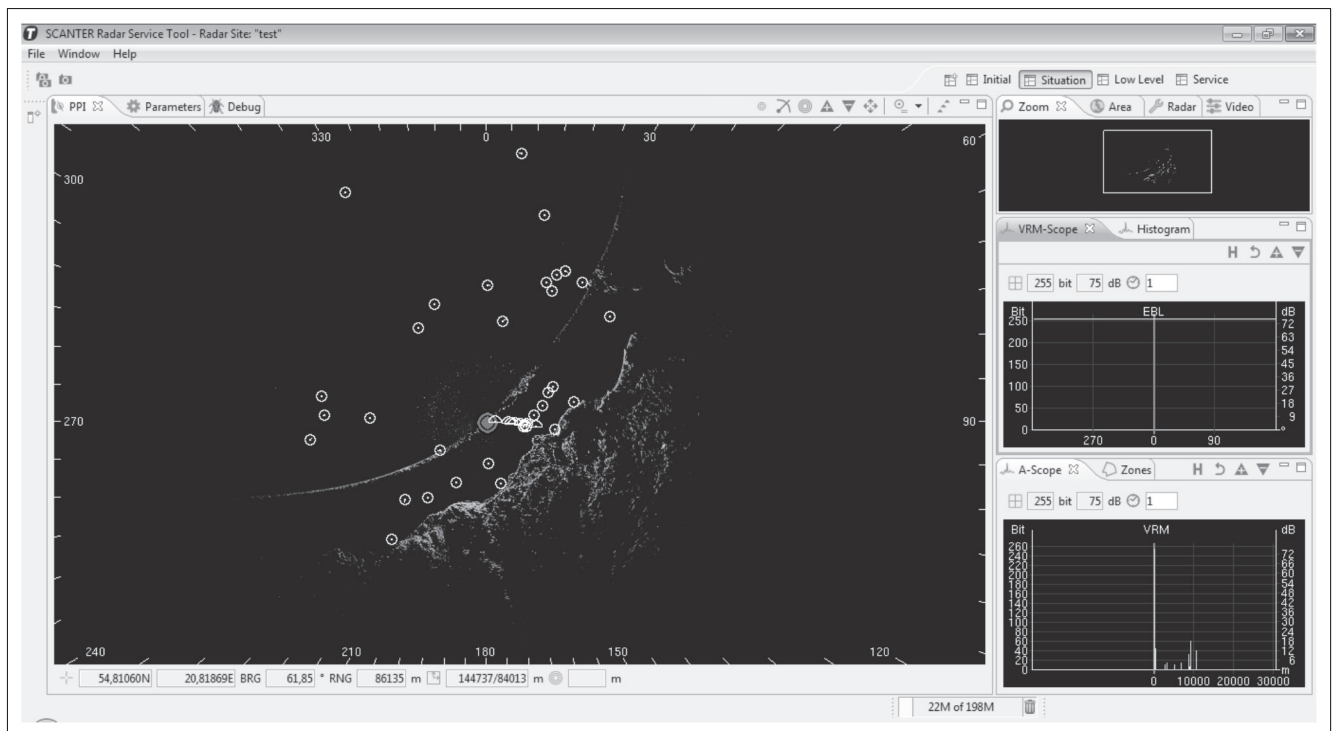 SCANTER Radar Service Tool - Radar Site: "test"
File Window Help
Initial Situation Low Level Service
PPI Parameters Debug
330 0 30 60
300
270 90
240 210 180 150 120
54,81060N 20,81869E BRG 61,85 ° RNG 86135 m 144737/84013 m m
Zoom Area Radar Video
VRM-Scope Histogram
H
255 bit 75 dB 1
Bit EBL dB
250 72
63
200 54
150 45
36
100 27
50 18
9
0 °
270 0 90
A-Scope Zones H
255 bit 75 dB 1
Bit VRM dB
260
240 72
220 66
200 60
180 54
160 48
140 42
120 36
100 30
80 24
60 18
40 12
20 6
0 m
0 10000 20000 30000
22M of 198M